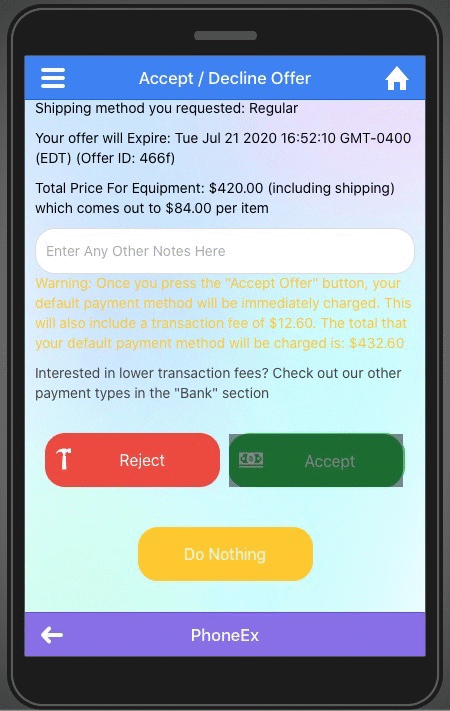 Accept / Decline Offer
Shipping method you requested: Regular
Your offer will Expire: Tue Jul 21 2020 16:52:10 GMT-0400
(EDT) (Offer ID: 466f)
Total Price For Equipment: $420.00 (including shipping)
which comes out to $84.00 per item
Enter Any Other Notes Here
Warning: Once you press the "Accept Offer" button, your
default payment method will be immediately charged. This
will also include a transaction fee of $12.60. The total that
your default payment method will be charged is: $432.60
Interested in lower transaction fees? Check out our other
payment types in the "Bank" section
Reject
Accept
Do Nothing
PhoneEx